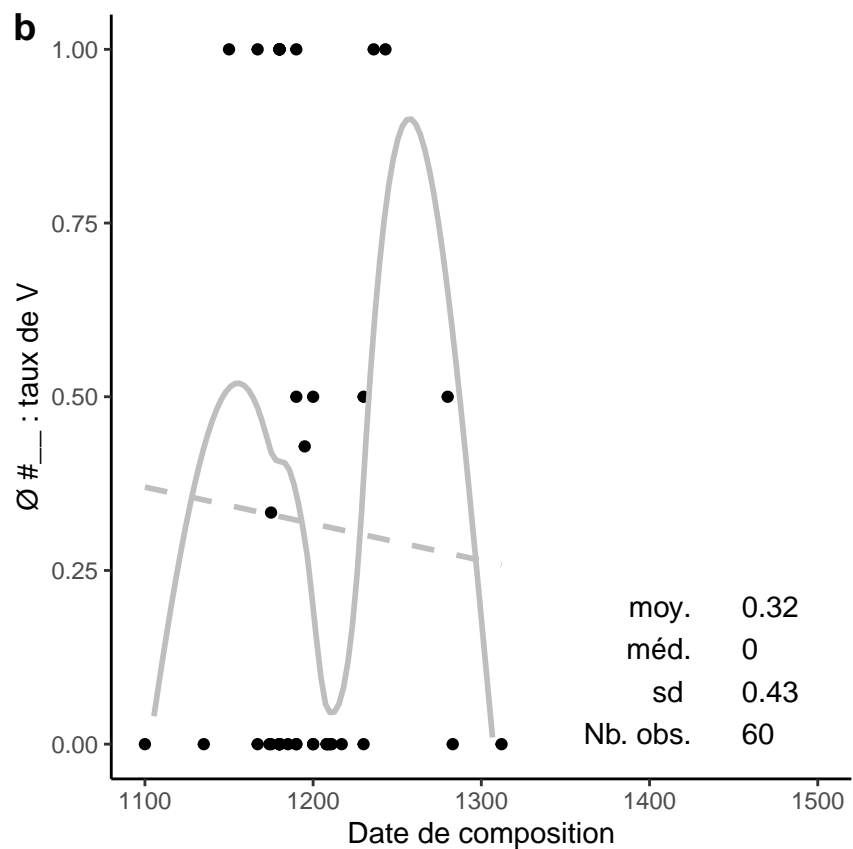 b
1.00
0.75
0.50
0.25
0.00
Ø #__ : taux de V
moy. 0.32
méd. 0
sd 0.43
Nb. obs. 60
1100 1200 1300 1400 1500
Date de composition